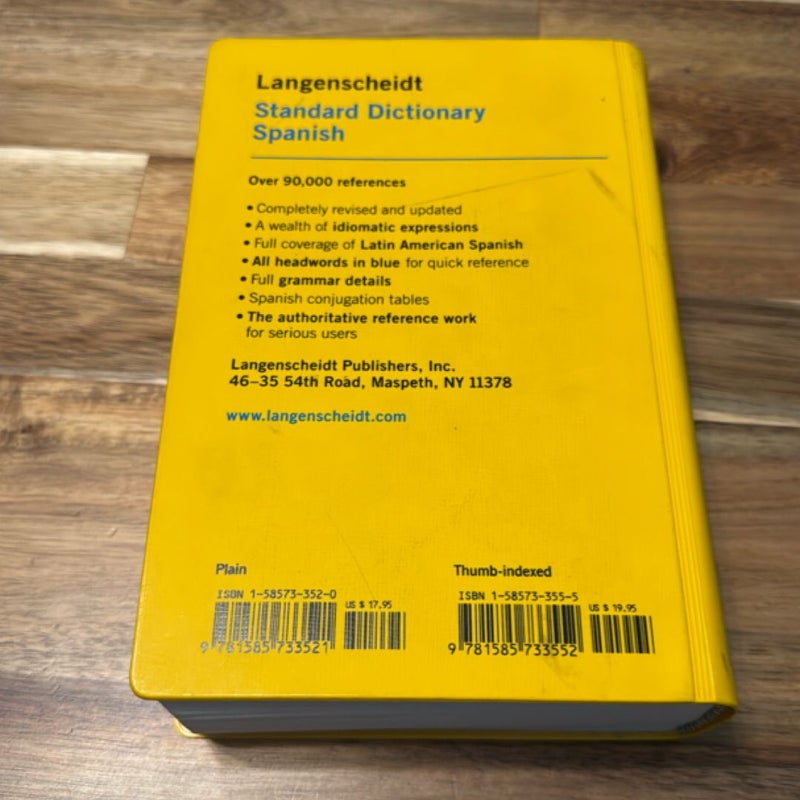 Langenscheidt
Standard Dictionary
Spanish
Over 90,000 references
• Completely revised and updated
• A wealth of idiomatic expressions
• Full coverage of Latin American Spanish
• All headwords in blue for quick reference
• Full grammar details
• Spanish conjugation tables
• The authoritative reference work
for serious users
Langenscheidt Publishers, Inc.
46–35 54th Road, Maspeth, NY 11378
www.langenscheidt.com
Plain
ISBN 1-58573-352-0
US $ 17.95
9 781585 733521
Thumb-indexed
ISBN 1-58573-355-5
US $ 19.95
9 781585 733552